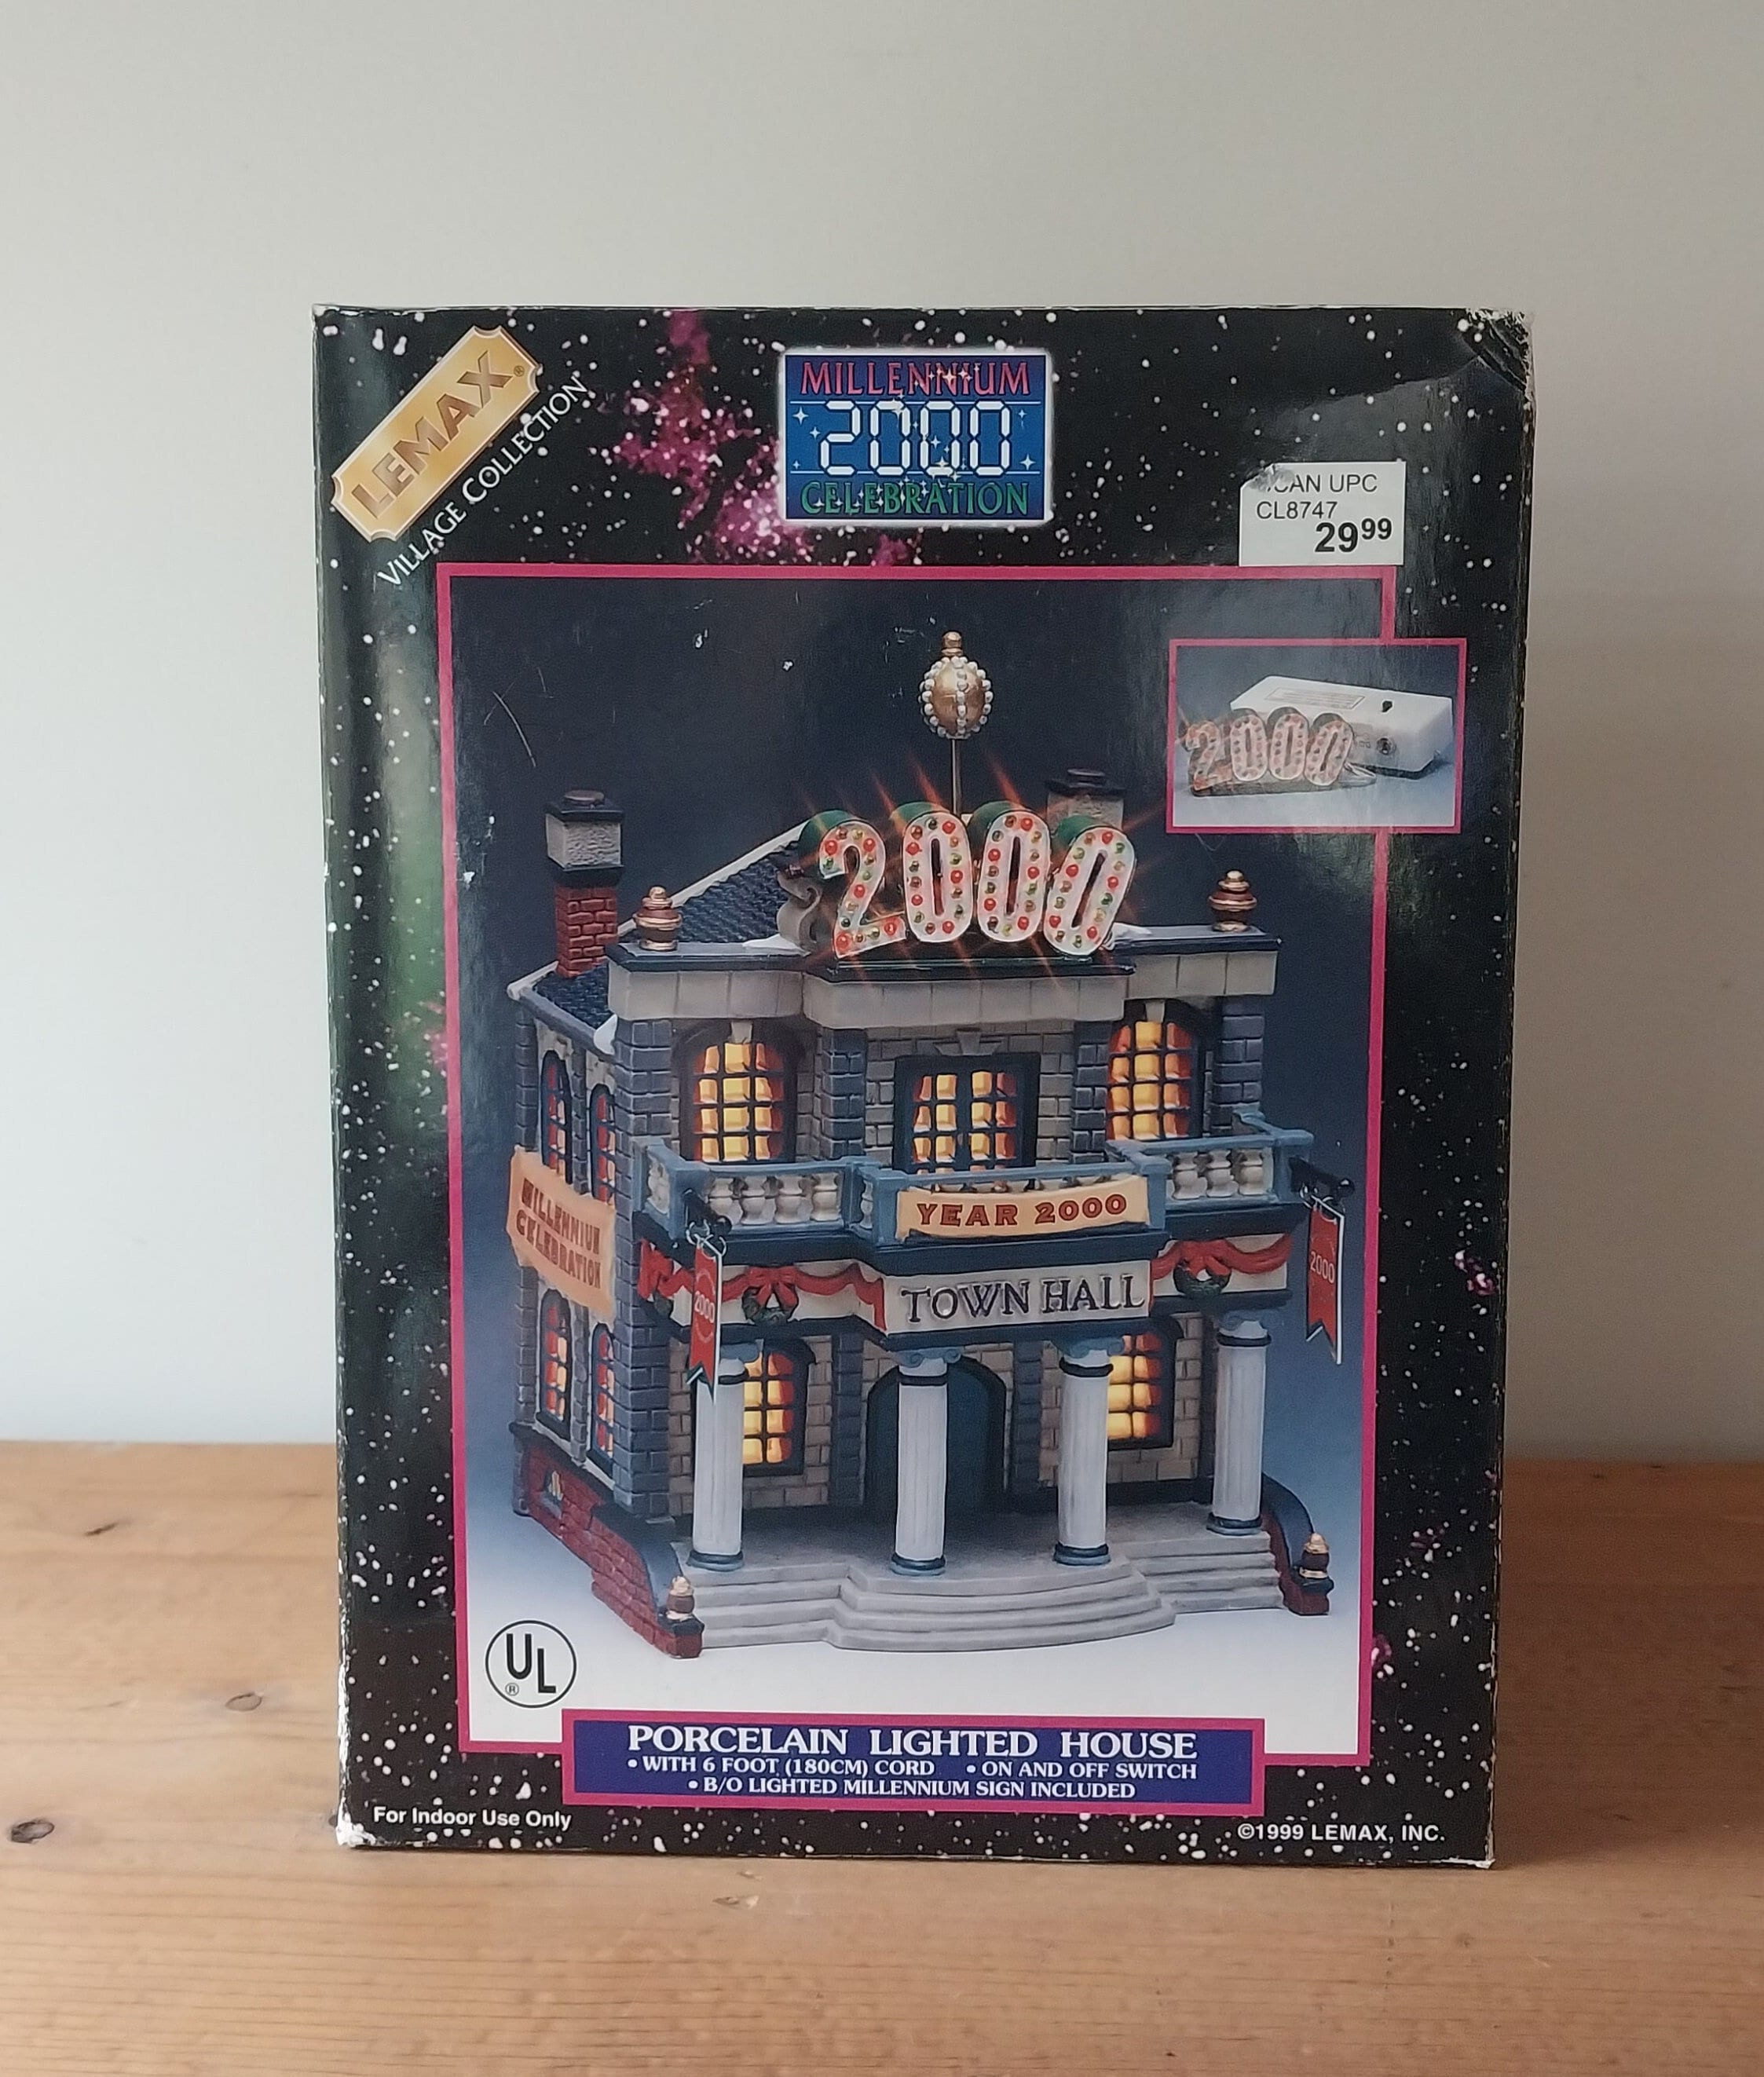 LEMAX®
VILLAGE COLLECTION
MILLENNIUM
2000
CELEBRATION
UPC
CL8747
29 99
2000
2000
MILLENNIUM
CELEBRATION
YEAR 2000
2000
2000
TOWN HALL
UL
®
PORCELAIN LIGHTED HOUSE
• WITH 6 FOOT (180CM) CORD • ON AND OFF SWITCH
• B/O LIGHTED MILLENNIUM SIGN INCLUDED
For Indoor Use Only
©1999 LEMAX, INC.